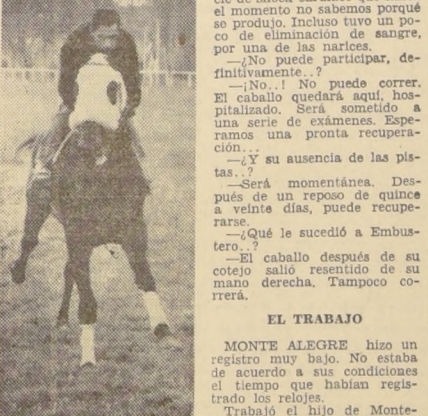 el momento no sabemos porqué
se produjo. Incluso tuvo un po-
co de eliminación de sangre,
por una de las narices.
—¿No puede participar, de-
finitivamente..?
—¡No..! No puede correr.
El caballo quedará aquí, hos-
pitalizado. Será sometido a
una serie de exámenes. Espe-
ramos una pronta recupera-
ción...
—¿Y su ausencia de las pis-
tas..?
—Será momentánea. Des-
pués de un reposo de quince
a veinte días, puede recupe-
rarse.
—¿Qué le sucedió a Embus-
tero..?
—El caballo después de su
cotejo salió resentido de su
mano derecha. Tampoco co-
rrerá.
EL TRABAJO
MONTE ALEGRE hizo un
registro muy bajo. No estaba
de acuerdo a sus condiciones
el tiempo que habían regis-
trado los relojes.
Trabajó el hijo de Monte-